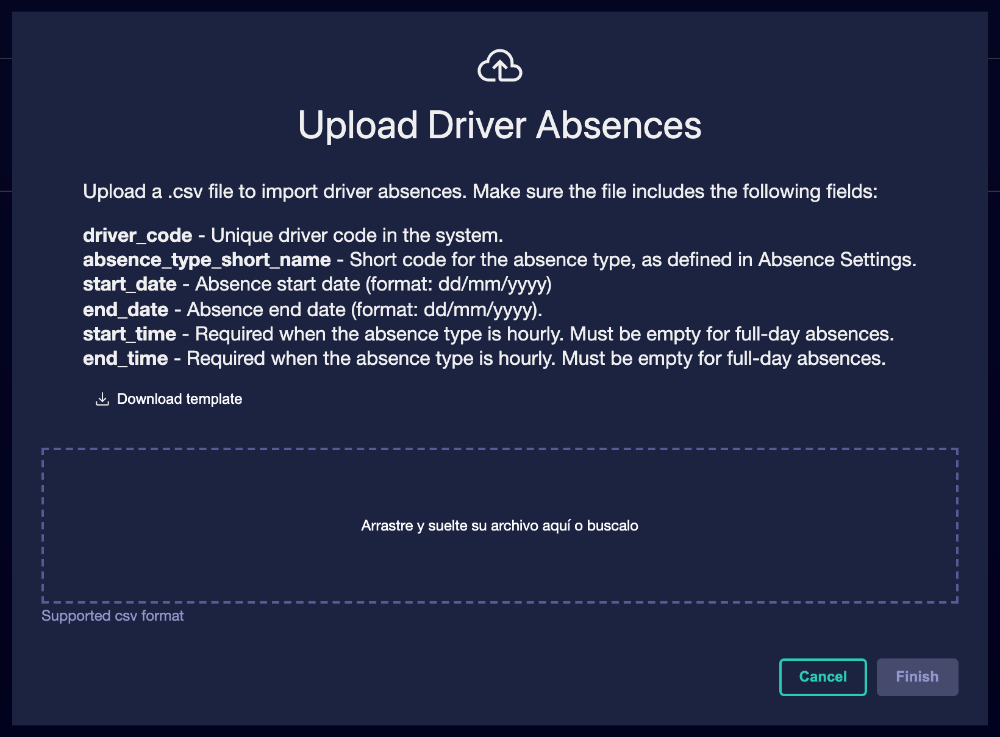 Upload Driver Absences
Upload a .csv file to import driver absences. Make sure the file includes the following fields:
driver_code - Unique driver code in the system.
absence_type_short_name - Short code for the absence type, as defined in Absence Settings.
start_date - Absence start date (format: dd/mm/yyyy)
end_date - Absence end date (format: dd/mm/yyyy).
start_time - Required when the absence type is hourly. Must be empty for full-day absences.
end_time - Required when the absence type is hourly. Must be empty for full-day absences.
Download template
Arrastre y suelte su archivo aquí o buscalo
Supported csv format
Cancel
Finish